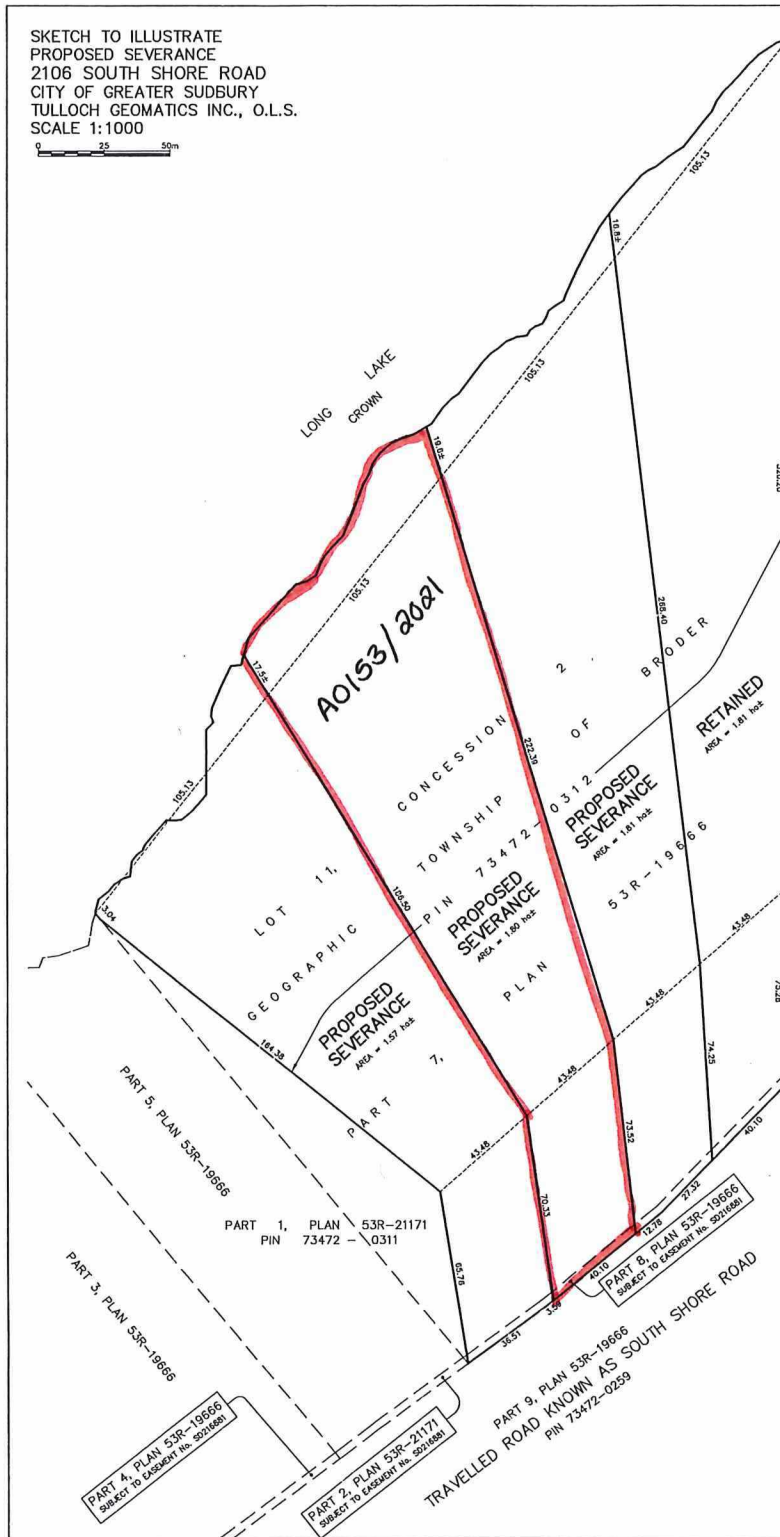 SKETCH TO ILLUSTRATE
PROPOSED SEVERANCE
2106 SOUTH SHORE ROAD
CITY OF GREATER SUDBURY
TULLOCH GEOMATICS INC., O.L.S.
SCALE 1:1000
0 25 50m
105.13
16.8±
LONG LAKE
CROWN
105.13
19.6±
105.13
A0153/2021
17.5±
268.40
105.13
3.04
LOT 11, CONCESSION 2
GEOGRAPHIC TOWNSHIP OF BRODER
PIN 73472-0312
PART 7, PLAN 53R-19666
222.39
186.50
RETAINED
AREA = 1.81 ha±
PROPOSED
SEVERANCE
AREA = 1.81 ha±
PROPOSED
SEVERANCE
AREA = 1.60 ha±
PROPOSED
SEVERANCE
AREA = 1.57 ha±
164.38
43.48
43.48
43.48
43.48
75.28
74.25
73.52
70.33
65.76
PART 5, PLAN 53R-19666
PART 1, PLAN 53R-21171
PIN 73472-0311
PART 3, PLAN 53R-19666
40.10
27.32
12.78
40.10
3.59
36.51
PART 8, PLAN 53R-19666
SUBJECT TO EASEMENT No. SD216881
PART 9, PLAN 53R-19666
TRAVELLED ROAD KNOWN AS SOUTH SHORE ROAD
PIN 73472-0259
PART 4, PLAN 53R-19666
SUBJECT TO EASEMENT No. SD216881
PART 2, PLAN 53R-21171
SUBJECT TO EASEMENT No. SD216881